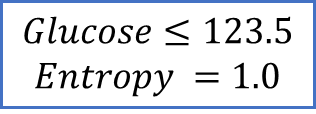 Glucose ≤ 123.5
Entropy = 1.0